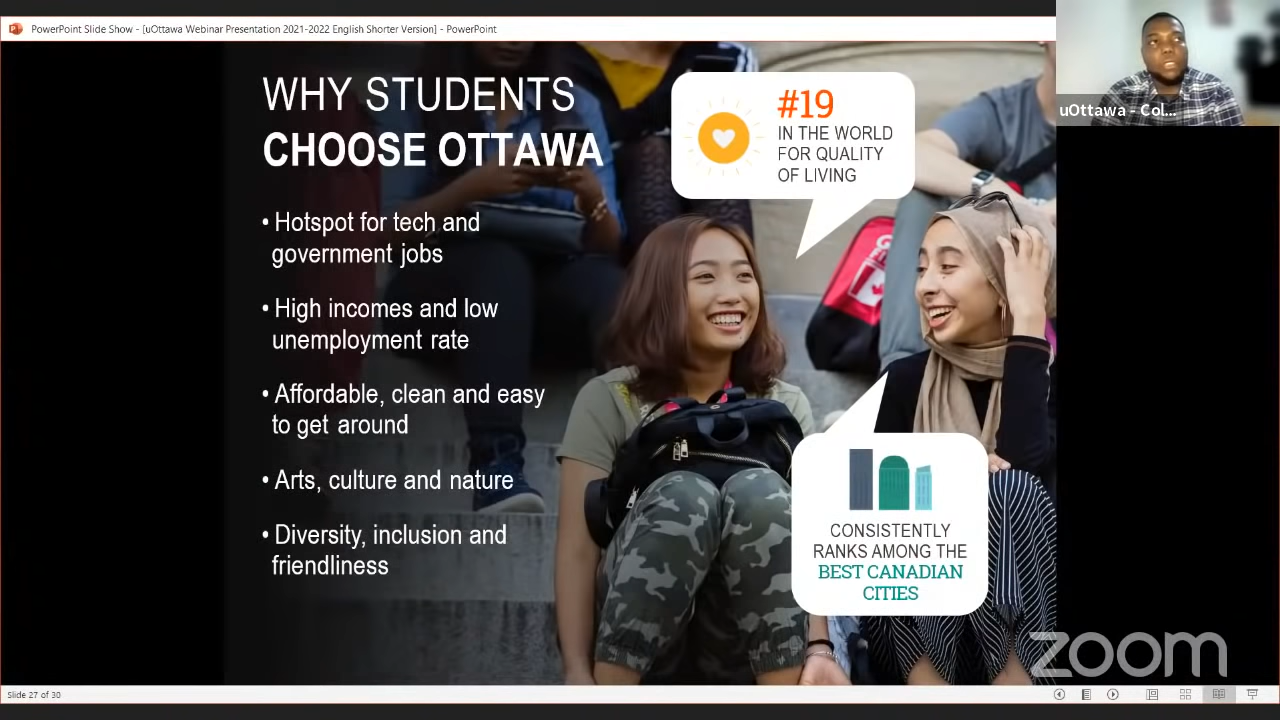 PowerPoint Slide Show - [uOttawa Webinar Presentation 2021-2022 English Shorter Version] - PowerPoint
uOttawa - Col...
WHY STUDENTS
CHOOSE OTTAWA
• Hotspot for tech and
government jobs
• High incomes and low
unemployment rate
• Affordable, clean and easy
to get around
• Arts, culture and nature
• Diversity, inclusion and
friendliness
#19
IN THE WORLD
FOR QUALITY
OF LIVING
CONSISTENTLY
RANKS AMONG THE
BEST CANADIAN
CITIES
zoom
Slide 27 of 30